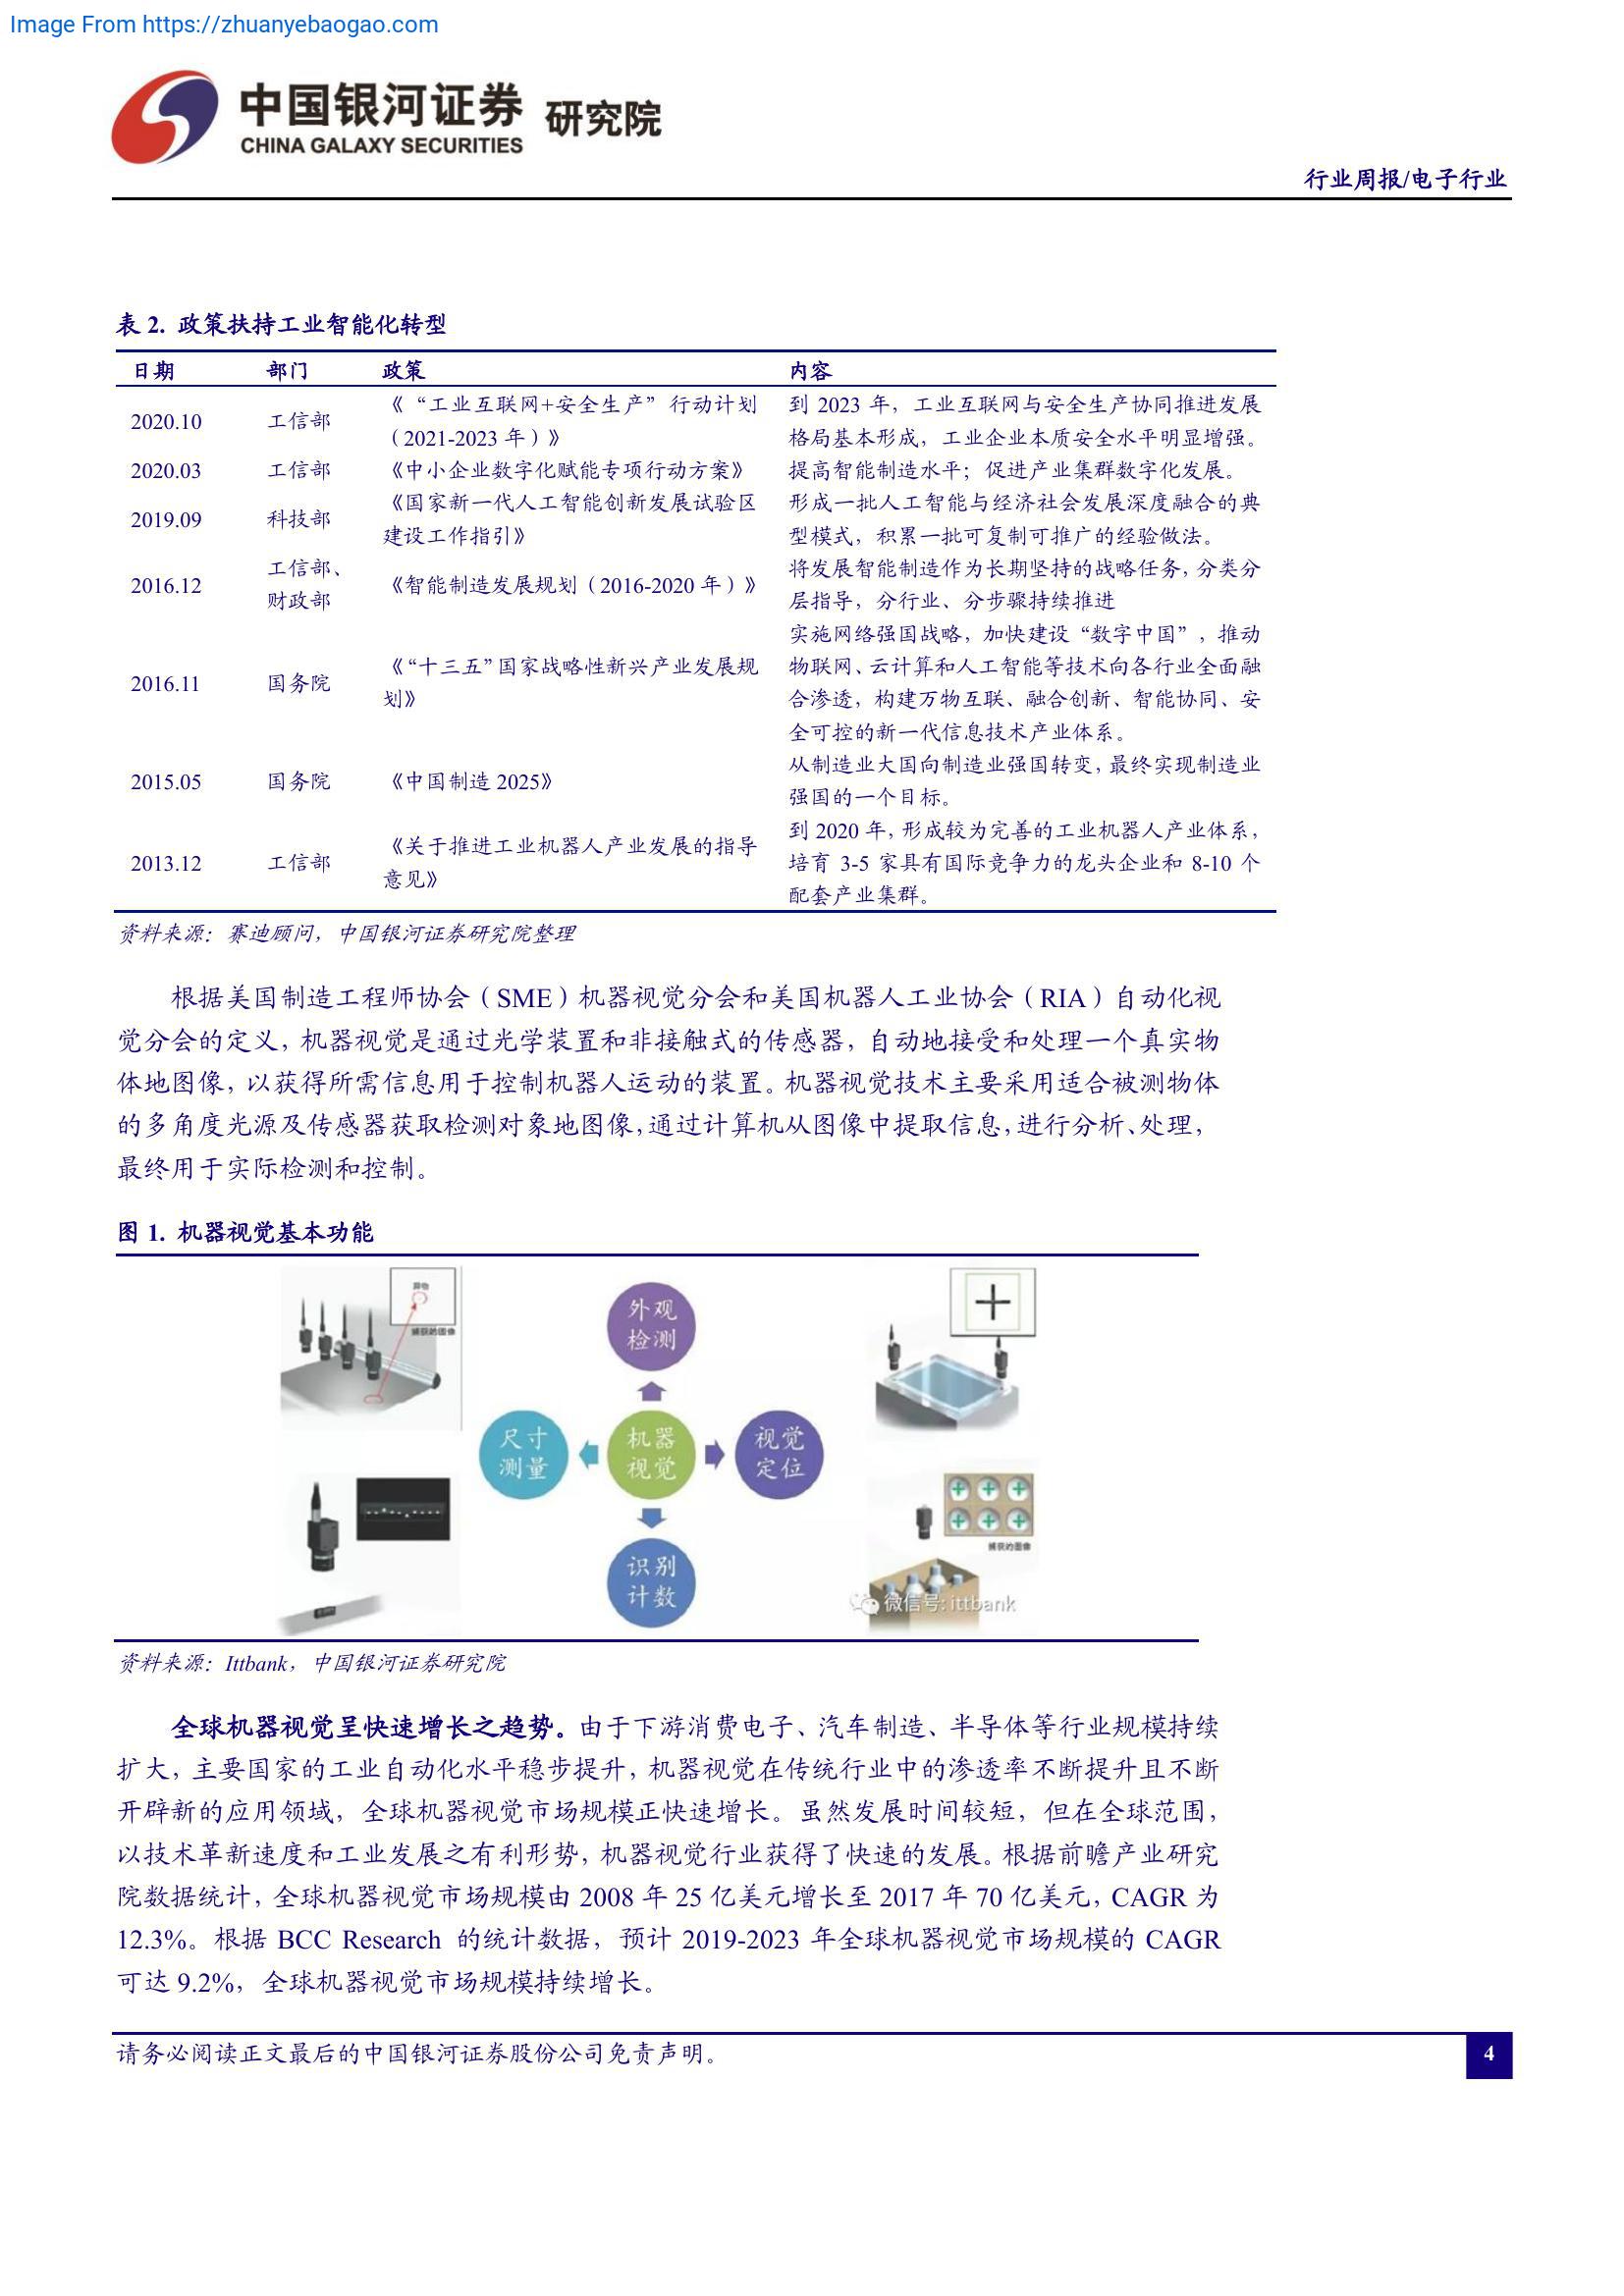 Image From https://zhuanyebaogao.com
中国银河证券 研究院
CHINA GALAXY SECURITIES
行业周报/电子行业
表 2. 政策扶持工业智能化转型
日期 部门 政策 内容
2020.10 工信部 《“工业互联网+安全生产”行动计划（2021-2023 年）》 到 2023 年，工业互联网与安全生产协同推进发展
格局基本形成，工业企业本质安全水平明显增强。
2020.03 工信部 《中小企业数字化赋能专项行动方案》 提高智能制造水平；促进产业集群数字化发展。
2019.09 科技部 《国家新一代人工智能创新发展试验区建设工作指引》 形成一批人工智能与经济社会发展深度融合的典
型模式，积累一批可复制可推广的经验做法。
2016.12 工信部、财政部 《智能制造发展规划（2016-2020 年）》 将发展智能制造作为长期坚持的战略任务，分类分
层指导，分行业、分步骤持续推进
2016.11 国务院 《“十三五”国家战略性新兴产业发展规划》 实施网络强国战略，加快建设“数字中国”，推动
物联网、云计算和人工智能等技术向各行业全面融
合渗透，构建万物互联、融合创新、智能协同、安
全可控的新一代信息技术产业体系。
2015.05 国务院 《中国制造 2025》 从制造业大国向制造业强国转变，最终实现制造业
强国的一个目标。
2013.12 工信部 《关于推进工业机器人产业发展的指导意见》 到 2020 年，形成较为完善的工业机器人产业体系，
培育 3-5 家具有国际竞争力的龙头企业和 8-10 个
配套产业集群。
资料来源：赛迪顾问，中国银河证券研究院整理
根据美国制造工程师协会（SME）机器视觉分会和美国机器人工业协会（RIA）自动化视
觉分会的定义，机器视觉是通过光学装置和非接触式的传感器，自动地接受和处理一个真实物
体地图像，以获得所需信息用于控制机器人运动的装置。机器视觉技术主要采用适合被测物体
的多角度光源及传感器获取检测对象地图像，通过计算机从图像中提取信息，进行分析、处理，
最终用于实际检测和控制。
图 1. 机器视觉基本功能
异物
捕获的图像
外观
检测
尺寸
测量
机器
视觉
视觉
定位
识别
计数
捕获的图像
微信号: ittbank
资料来源：Ittbank，中国银河证券研究院
全球机器视觉呈快速增长之趋势。由于下游消费电子、汽车制造、半导体等行业规模持续
扩大，主要国家的工业自动化水平稳步提升，机器视觉在传统行业中的渗透率不断提升且不断
开辟新的应用领域，全球机器视觉市场规模正快速增长。虽然发展时间较短，但在全球范围，
以技术革新速度和工业发展之有利形势，机器视觉行业获得了快速的发展。根据前瞻产业研究
院数据统计，全球机器视觉市场规模由 2008 年 25 亿美元增长至 2017 年 70 亿美元，CAGR 为
12.3%。根据 BCC Research 的统计数据，预计 2019-2023 年全球机器视觉市场规模的 CAGR
可达 9.2%，全球机器视觉市场规模持续增长。
请务必阅读正文最后的中国银河证券股份公司免责声明。
4